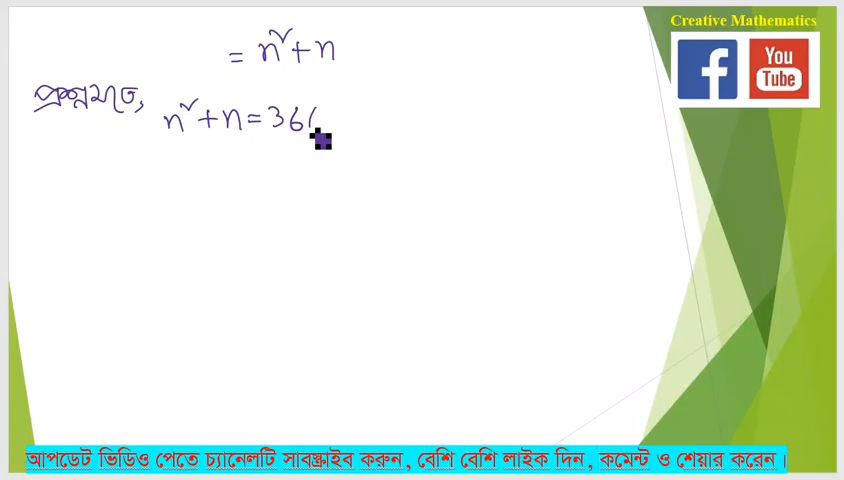 Creative Mathematics
= n² + n
You
Tube
প্রশ্নমতে,
n² + n = 36
আপডেট ভিডিও পেতে চ্যানেলটি সাবস্ক্রাইব করুন, বেশি বেশি লাইক দিন, কমেন্ট ও শেয়ার করেন।